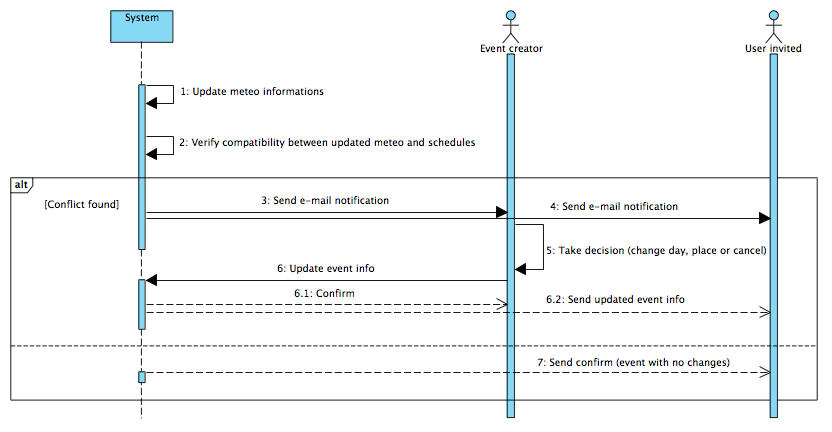 System
Event creator
User invited
1: Update meteo informations
2: Verify compatibility between updated meteo and schedules
alt
[Conflict found]
3: Send e-mail notification
4: Send e-mail notification
5: Take decision (change day, place or cancel)
6: Update event info
6.1: Confirm
6.2: Send updated event info
7: Send confirm (event with no changes)